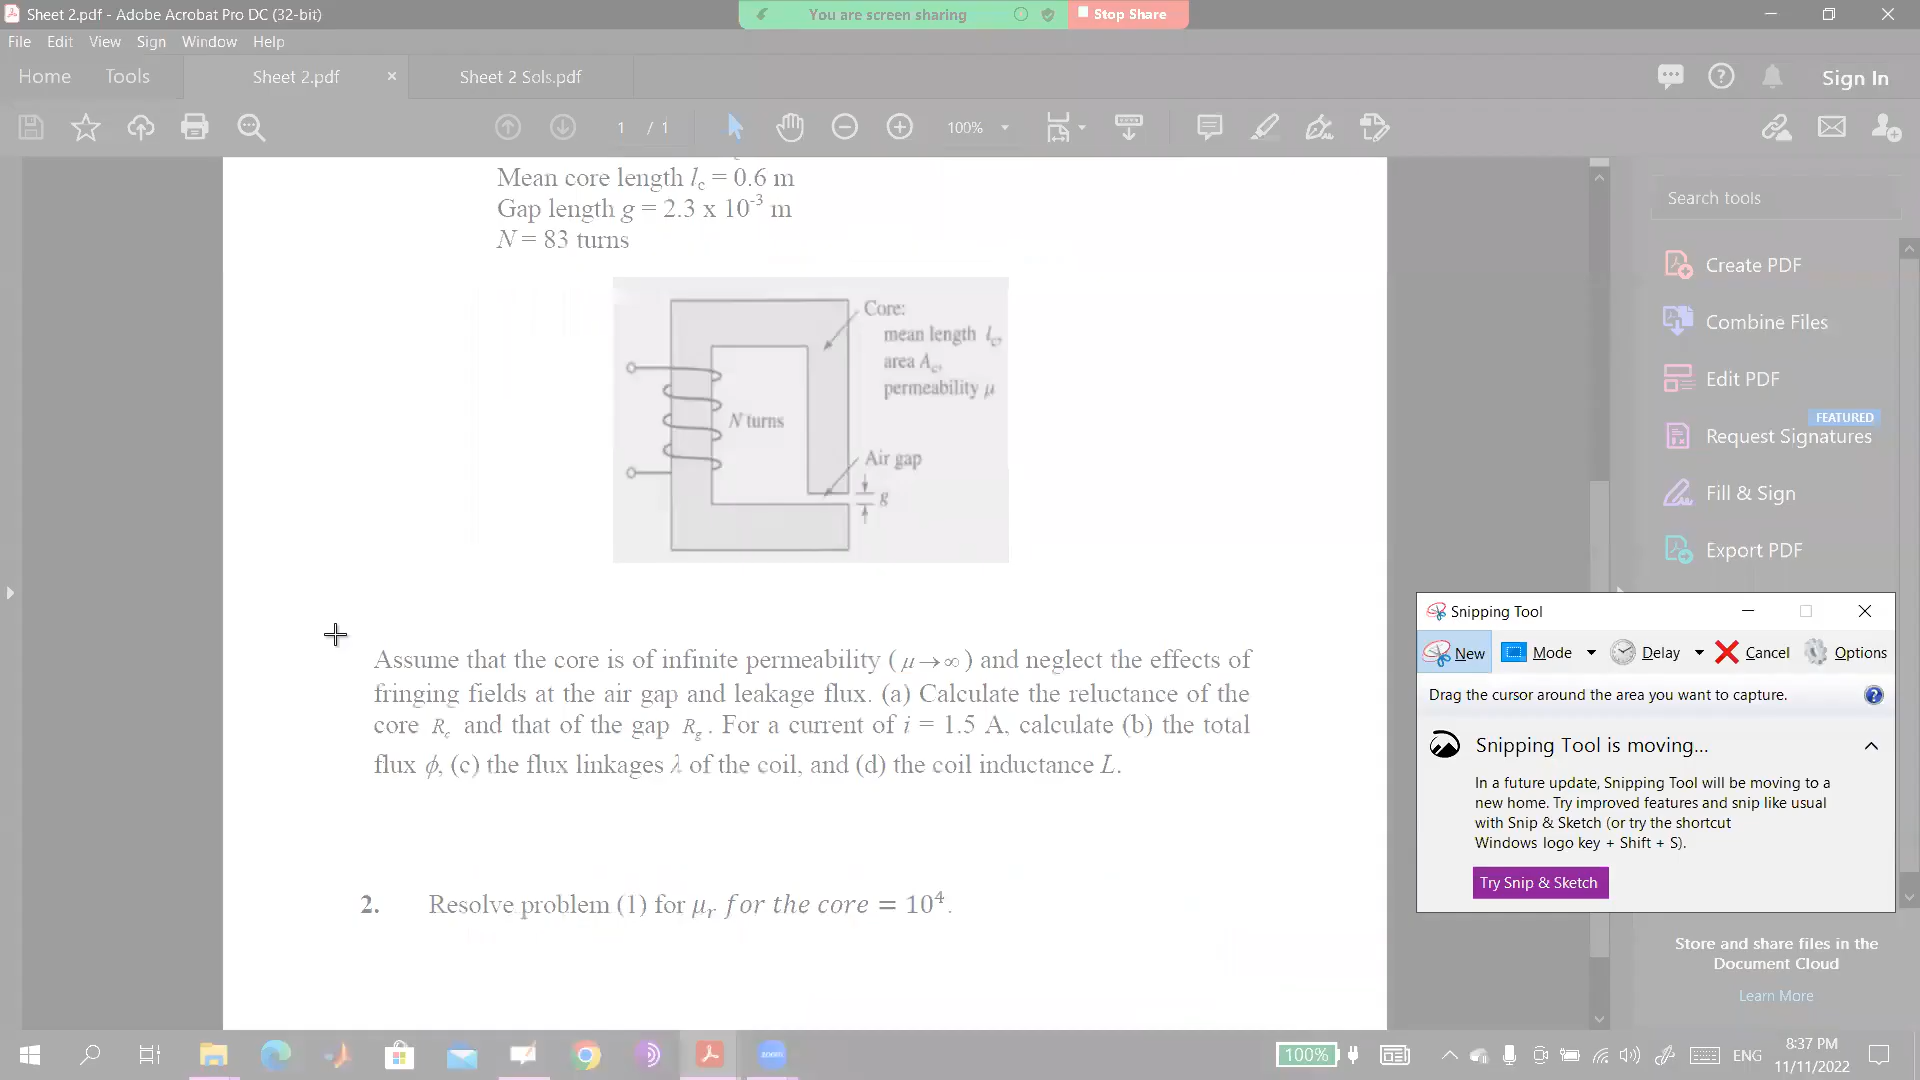 Sheet 2.pdf - Adobe Acrobat Pro DC (32-bit)
You are screen sharing
Stop Share
File Edit View Sign Window Help
Home Tools Sheet 2.pdf × Sheet 2 Sols.pdf
Sign In
1 / 1 100%
Mean core length lc = 0.6 m
Gap length g = 2.3 x 10⁻³ m
N = 83 turns
Core:
mean length lc,
area Ac,
permeability μ
N turns
Air gap
g
Assume that the core is of infinite permeability ( μ → ∞ ) and neglect the effects of
fringing fields at the air gap and leakage flux. (a) Calculate the reluctance of the
core Rc and that of the gap Rg . For a current of i = 1.5 A, calculate (b) the total
flux ϕ, (c) the flux linkages λ of the coil, and (d) the coil inductance L.
2. Resolve problem (1) for μr for the core = 10⁴.
Search tools
Create PDF
Combine Files
Edit PDF
FEATURED
Request Signatures
Fill & Sign
Export PDF
Snipping Tool
New Mode Delay Cancel Options
Drag the cursor around the area you want to capture.
Snipping Tool is moving...
In a future update, Snipping Tool will be moving to a
new home. Try improved features and snip like usual
with Snip & Sketch (or try the shortcut
Windows logo key + Shift + S).
Try Snip & Sketch
Store and share files in the
Document Cloud
Learn More
zoom
100%
ENG
8:37 PM
11/11/2022